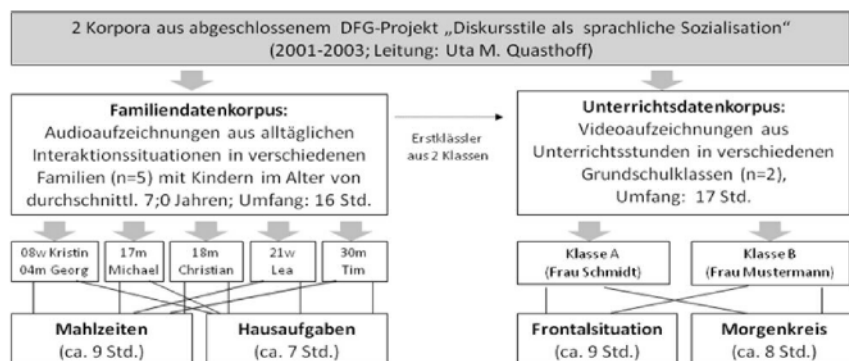 2 Korpora aus abgeschlossenem DFG-Projekt „Diskursstile als sprachliche Sozialisation“
(2001-2003; Leitung: Uta M. Quasthoff)
Familiendatenkorpus:
Audioaufzeichnungen aus alltäglichen
Interaktionssituationen in verschiedenen
Familien (n=5) mit Kindern im Alter von
durchschnittl. 7;0 Jahren; Umfang: 16 Std.
Erstklässler
aus 2 Klassen
Unterrichtsdatenkorpus:
Videoaufzeichnungen aus
Unterrichtsstunden in verschiedenen
Grundschulklassen (n=2),
Umfang: 17 Std.
08w Kristin
04m Georg
17m
Michael
18m
Christian
21w
Lea
30m
Tim
Klasse A
(Frau Schmidt)
Klasse B
(Frau Mustermann)
Mahlzeiten
(ca. 9 Std.)
Hausaufgaben
(ca. 7 Std.)
Frontalsituation
(ca. 9 Std.)
Morgenkreis
(ca. 8 Std.)